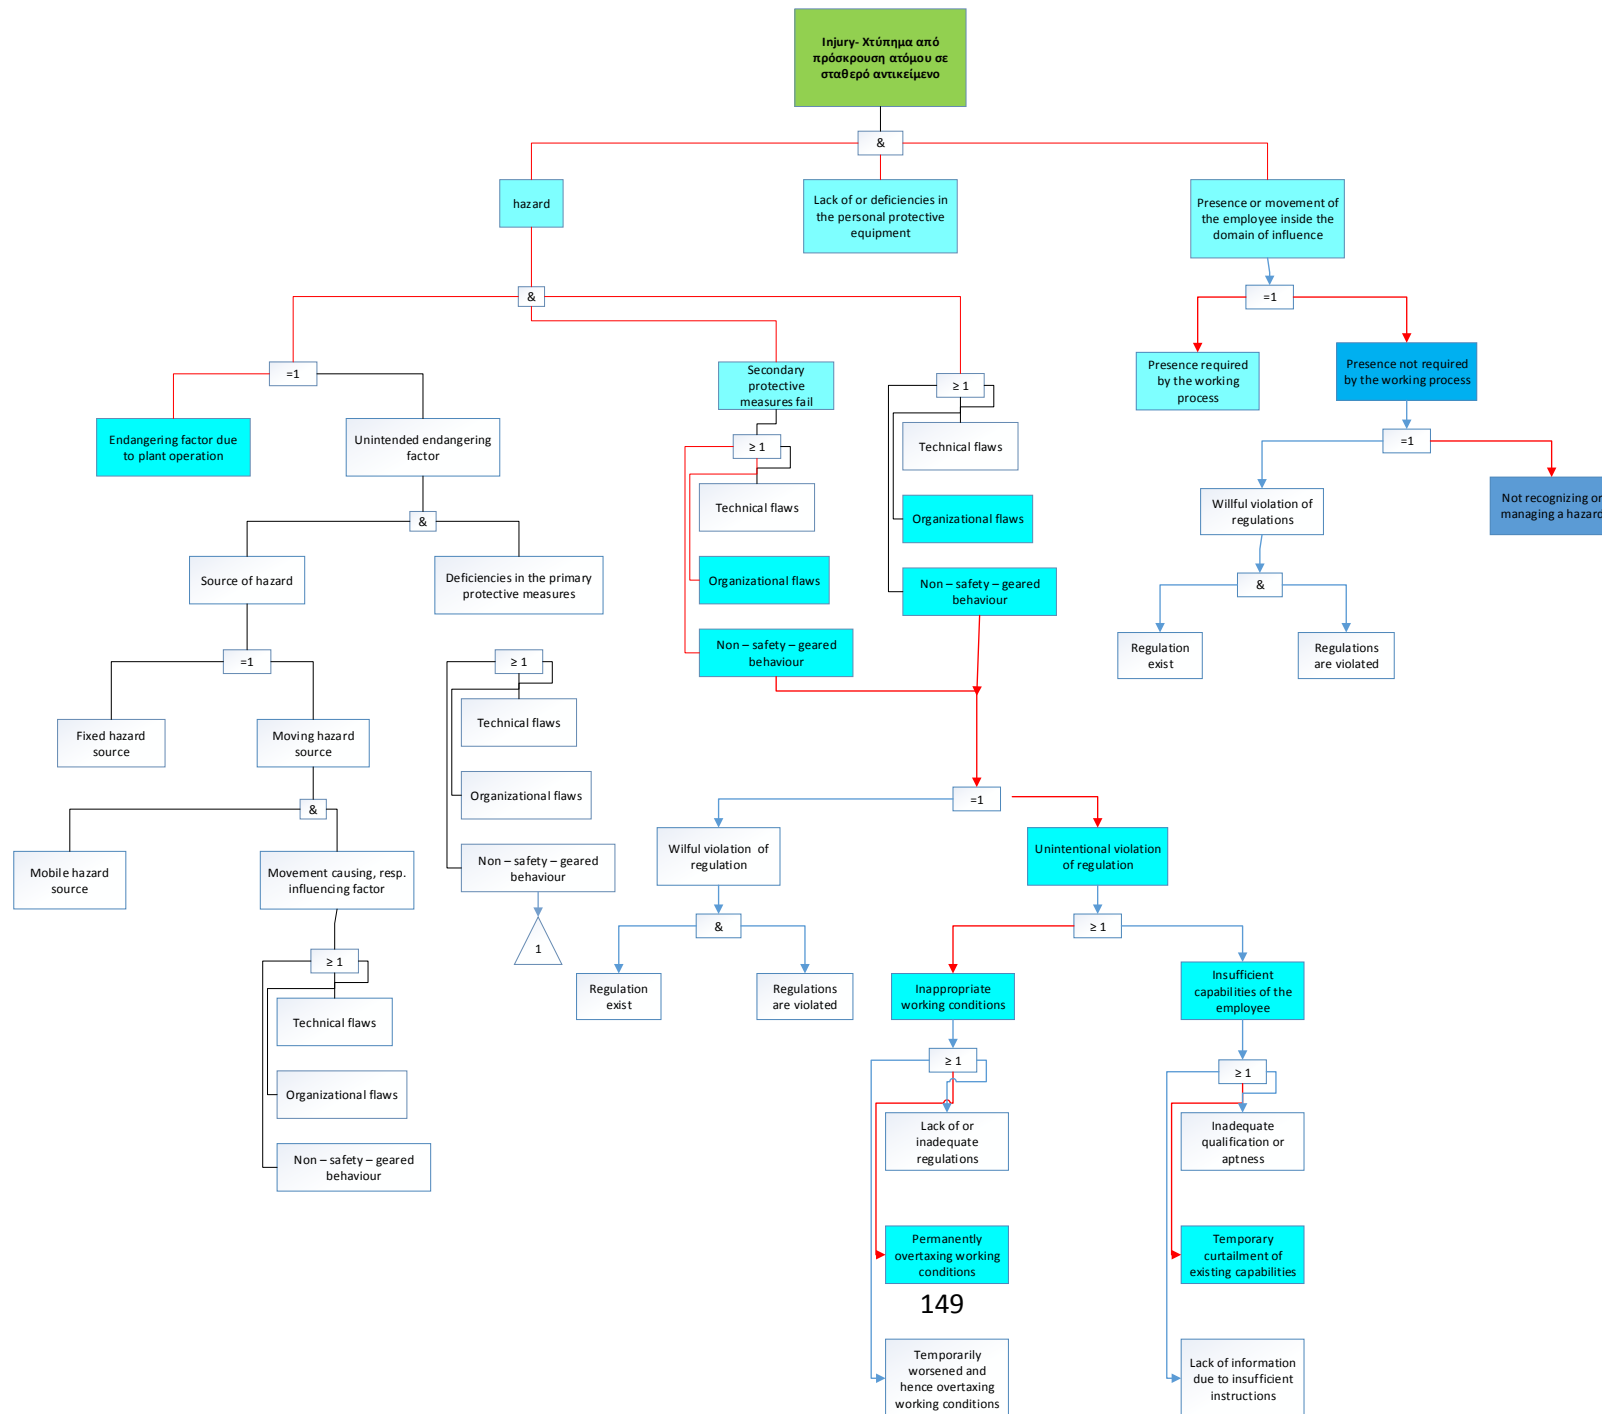 Injury- Χτύπημα από
πρόσκρουση ατόμου σε
σταθερό αντικείμενο
&
hazard
Lack of or deficiencies in
the personal protective
equipment
Presence or movement of
the employee inside the
domain of influence
&
=1
=1
Secondary
protective
measures fail
≥ 1
Presence required
by the working
process
Presence not required
by the working process
Endangering factor due
to plant operation
Unintended endangering
factor
≥ 1
Technical flaws
=1
Technical flaws
Organizational flaws
Willful violation of
regulations
Not recognizing or
managing a hazard
&
Source of hazard
Deficiencies in the primary
protective measures
Organizational flaws
Non – safety – geared
behaviour
&
Non – safety – geared
behaviour
Regulation
exist
Regulations
are violated
=1
≥ 1
Fixed hazard
source
Moving hazard
source
Technical flaws
Organizational flaws
=1
&
Mobile hazard
source
Movement causing, resp.
influencing factor
Non – safety – geared
behaviour
1
Wilful violation of
regulation
Unintentional violation
of regulation
&
≥ 1
≥ 1
Technical flaws
Organizational flaws
Non – safety – geared
behaviour
Regulation
exist
Regulations
are violated
Inappropriate
working conditions
Insufficient
capabilities of the
employee
≥ 1
≥ 1
Lack of or
inadequate
regulations
Inadequate
qualification or
aptness
Permanently
overtaxing working
conditions
Temporary
curtailment of
existing capabilities
149
Temporarily
worsened and
hence overtaxing
working conditions
Lack of information
due to insufficient
instructions